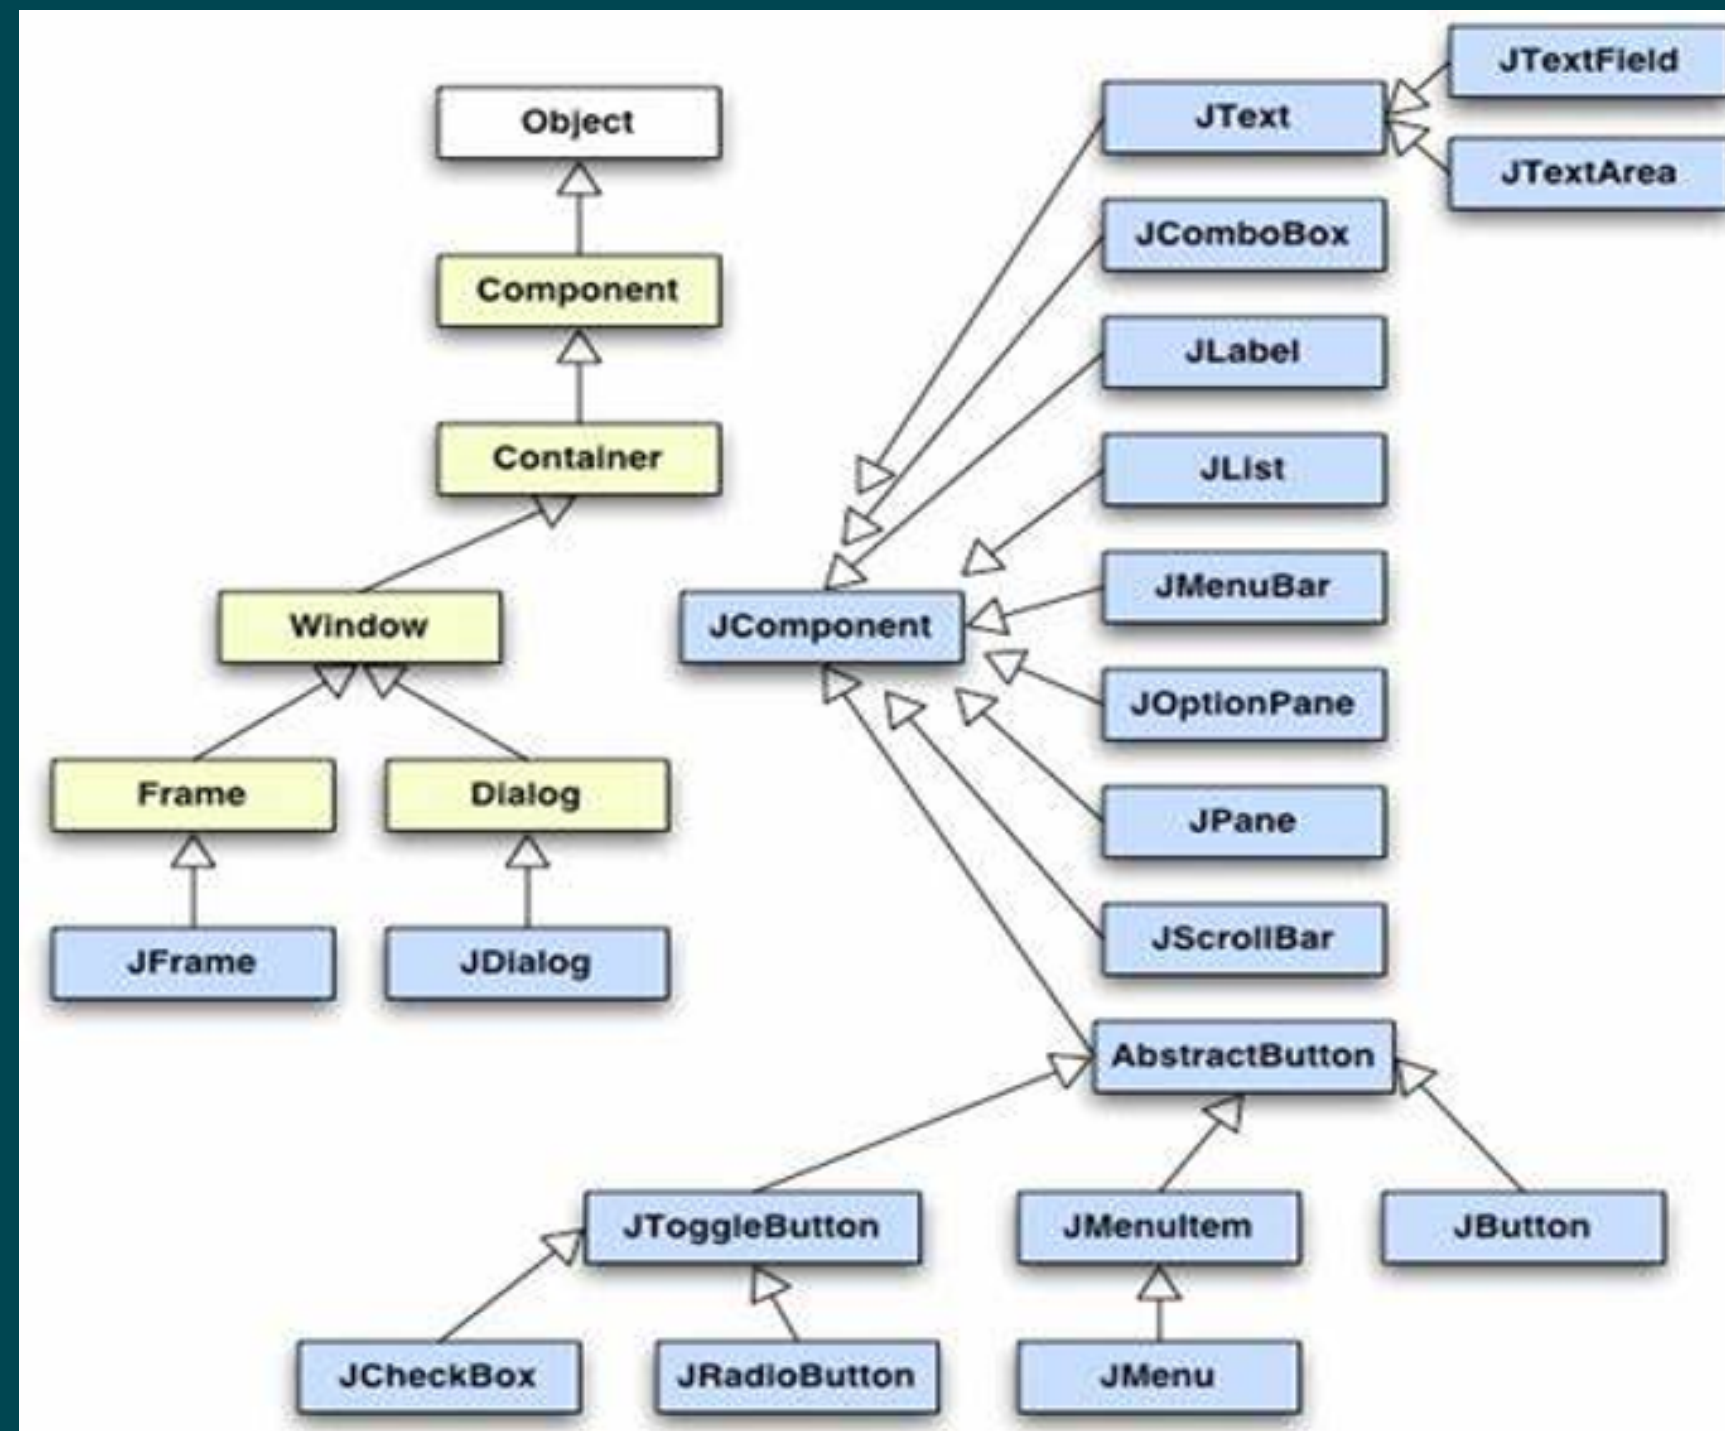 Object
Component
Container
Window
Frame
Dialog
JFrame
JDialog
JComponent
JText
JTextField
JTextArea
JComboBox
JLabel
JList
JMenuBar
JOptionPane
JPane
JScrollBar
AbstractButton
JToggleButton
JMenuItem
JButton
JCheckBox
JRadioButton
JMenu